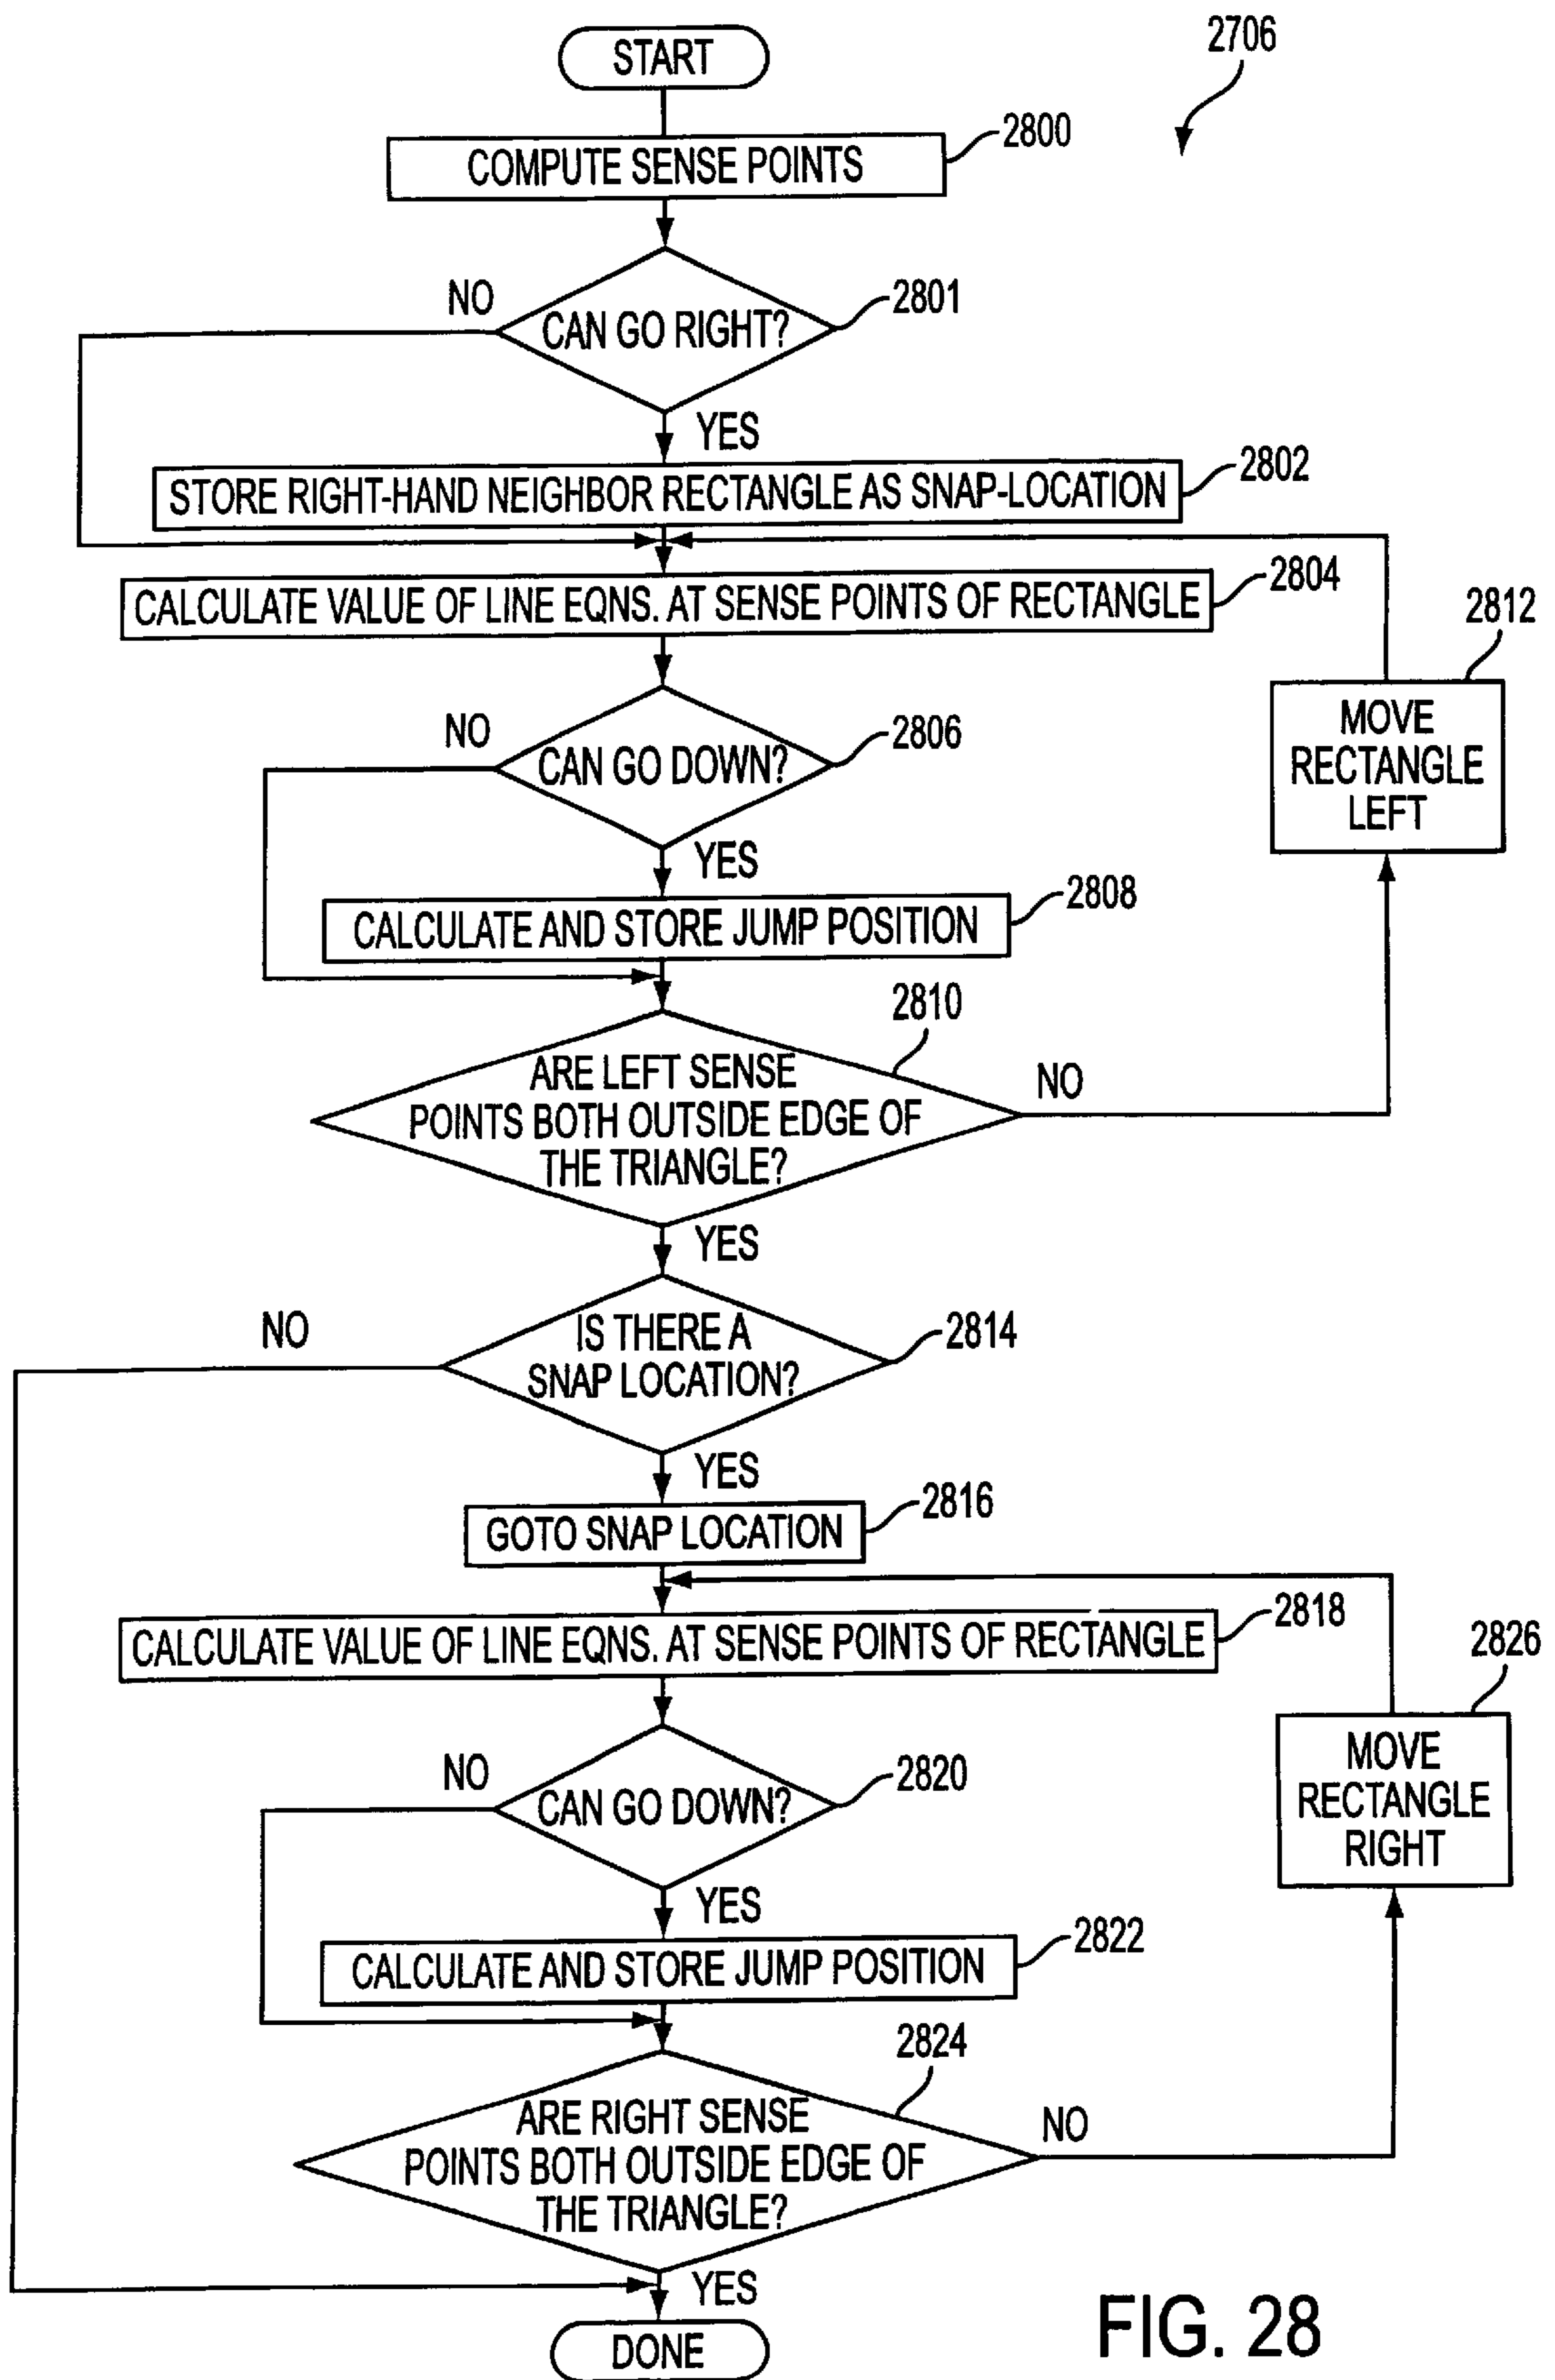 START
2706
COMPUTE SENSE POINTS
2800
NO
CAN GO RIGHT?
2801
YES
STORE RIGHT-HAND NEIGHBOR RECTANGLE AS SNAP-LOCATION
2802
CALCULATE VALUE OF LINE EQNS. AT SENSE POINTS OF RECTANGLE
2804
2812
MOVE
RECTANGLE
LEFT
NO
CAN GO DOWN?
2806
YES
CALCULATE AND STORE JUMP POSITION
2808
2810
ARE LEFT SENSE
POINTS BOTH OUTSIDE EDGE OF
THE TRIANGLE?
NO
YES
NO
IS THERE A
SNAP LOCATION?
2814
YES
GOTO SNAP LOCATION
2816
CALCULATE VALUE OF LINE EQNS. AT SENSE POINTS OF RECTANGLE
2818
2826
MOVE
RECTANGLE
RIGHT
NO
CAN GO DOWN?
2820
YES
CALCULATE AND STORE JUMP POSITION
2822
2824
ARE RIGHT SENSE
POINTS BOTH OUTSIDE EDGE OF
THE TRIANGLE?
NO
YES
DONE
FIG. 28